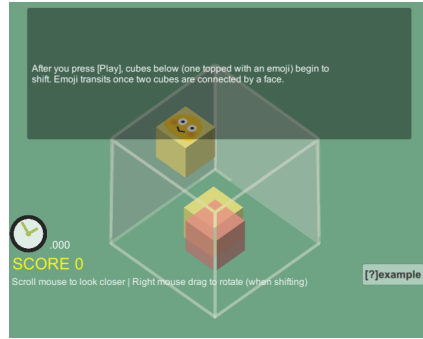 After you press [Play], cubes below (one topped with an emoji) begin to
shift. Emoji transits once two cubes are connected by a face.
.000
SCORE 0
Scroll mouse to look closer | Right mouse drag to rotate (when shifting)
[?]example